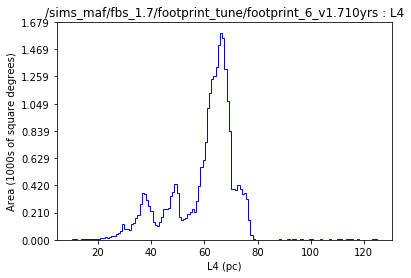 /sims_maf/fbs_1.7/footprint_tune/footprint_6_v1.710yrs : L4
Area (1000s of square degrees)
1.679
1.469
1.259
1.049
0.839
0.629
0.420
0.210
0.000
20 40 60 80 100 120
L4 (pc)